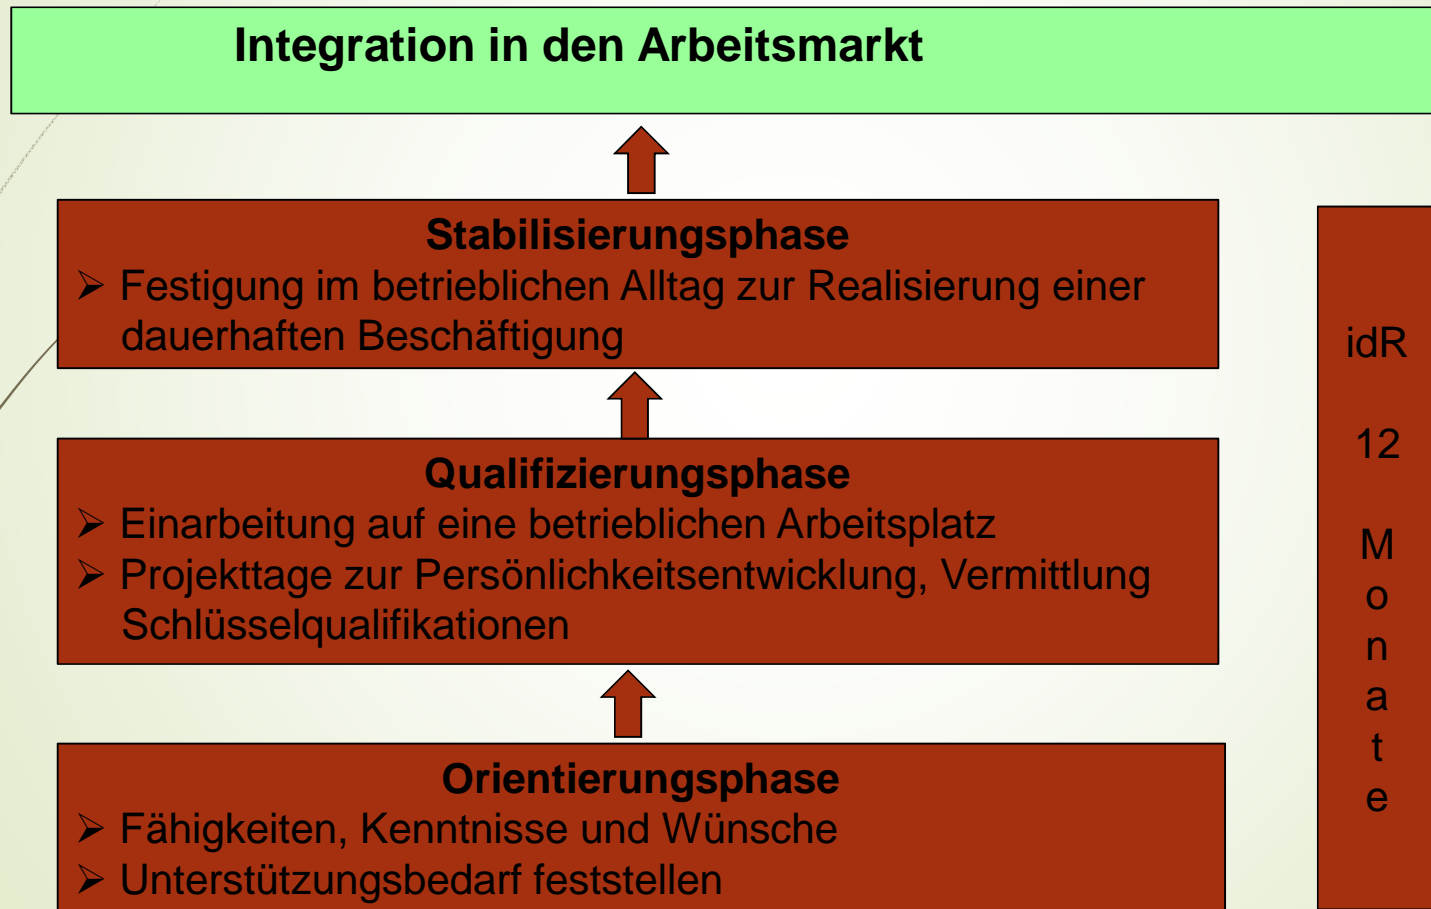 Integration in den Arbeitsmarkt
Stabilisierungsphase
➢ Festigung im betrieblichen Alltag zur Realisierung einer
dauerhaften Beschäftigung
Qualifizierungsphase
➢ Einarbeitung auf eine betrieblichen Arbeitsplatz
➢ Projekttage zur Persönlichkeitsentwicklung, Vermittlung
Schlüsselqualifikationen
Orientierungsphase
➢ Fähigkeiten, Kenntnisse und Wünsche
➢ Unterstützungsbedarf feststellen
idR
12
M
o
n
a
t
e